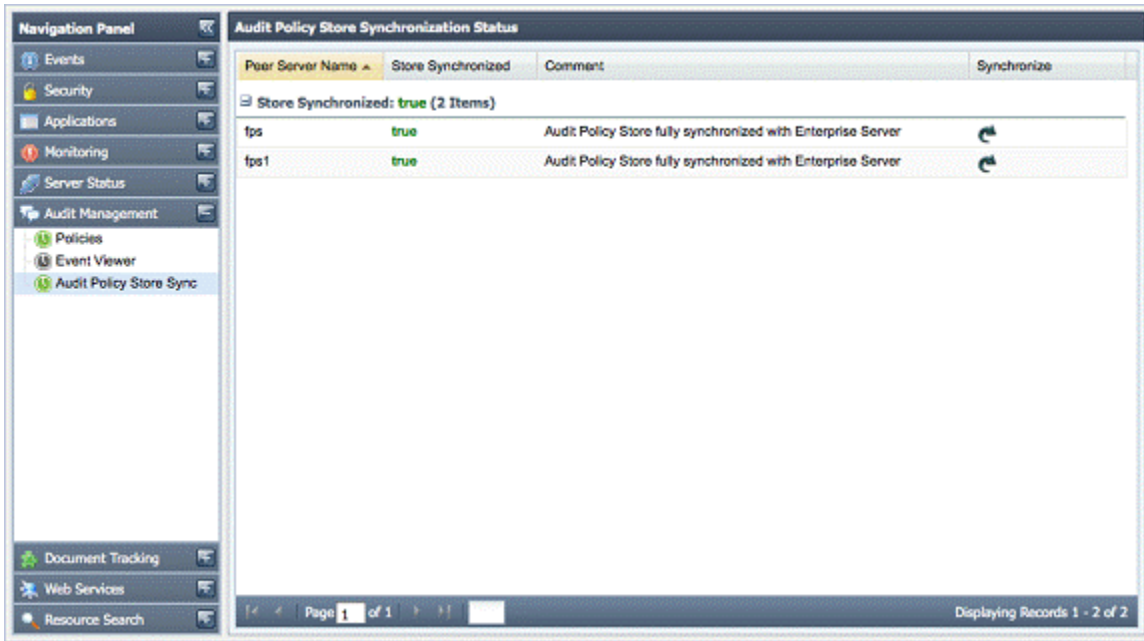 Navigation Panel
Events
Security
Applications
Monitoring
Server Status
Audit Management
Policies
Event Viewer
Audit Policy Store Sync
Document Tracking
Web Services
Resource Search
Audit Policy Store Synchronization Status
Peer Server Name Store Synchronized Comment Synchronize
Store Synchronized: true (2 Items)
fps true Audit Policy Store fully synchronized with Enterprise Server
fps1 true Audit Policy Store fully synchronized with Enterprise Server
Page 1 of 1 Displaying Records 1 - 2 of 2